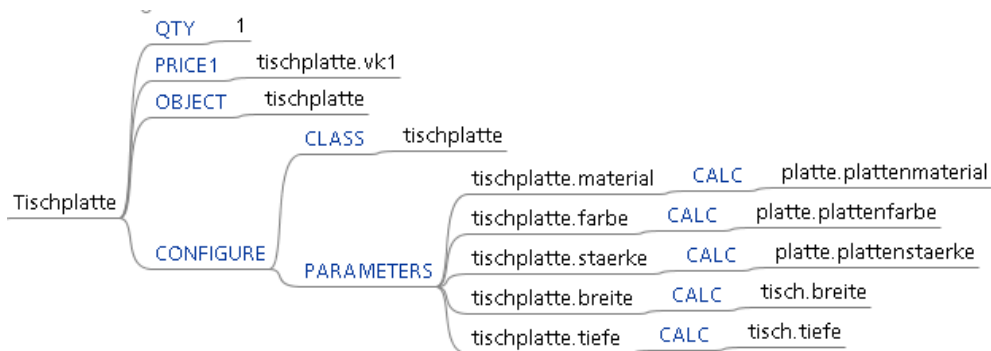 QTY 1
PRICE1 tischplatte.vk1
OBJECT tischplatte
CLASS tischplatte
tischplatte.material CALC platte.plattenmaterial
Tischplatte
tischplatte.farbe CALC platte.plattenfarbe
CONFIGURE
tischplatte.staerke CALC platte.plattenstaerke
PARAMETERS
tischplatte.breite CALC tisch.breite
tischplatte.tiefe CALC tisch.tiefe